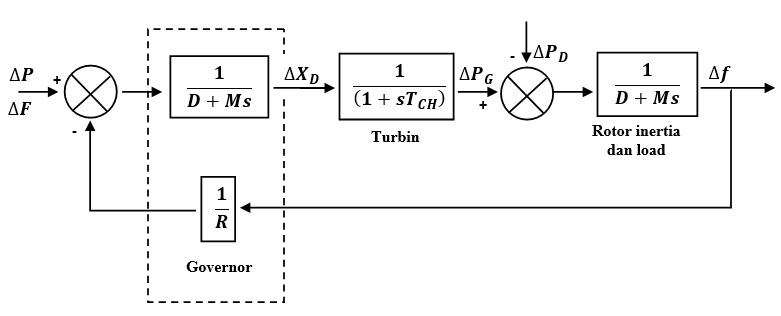 ΔP
ΔF
+
-
1
D + Ms
ΔX_D
1
(1 + sT_CH)
Turbin
ΔP_G
+
-
ΔP_D
1
D + Ms
Rotor inertia
dan load
Δf
1
R
Governor